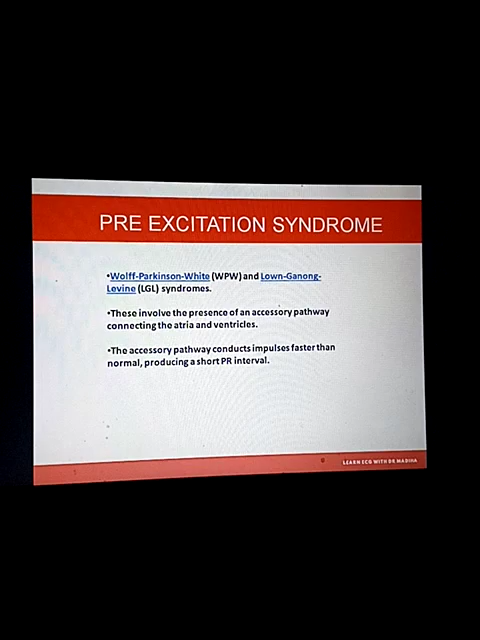 PRE EXCITATION SYNDROME
•Wolff-Parkinson-White (WPW) and Lown-Ganong-
Levine (LGL) syndromes.
•These involve the presence of an accessory pathway
connecting the atria and ventricles.
•The accessory pathway conducts impulses faster than
normal, producing a short PR interval.
LEARN ECG WITH DR MADIHA